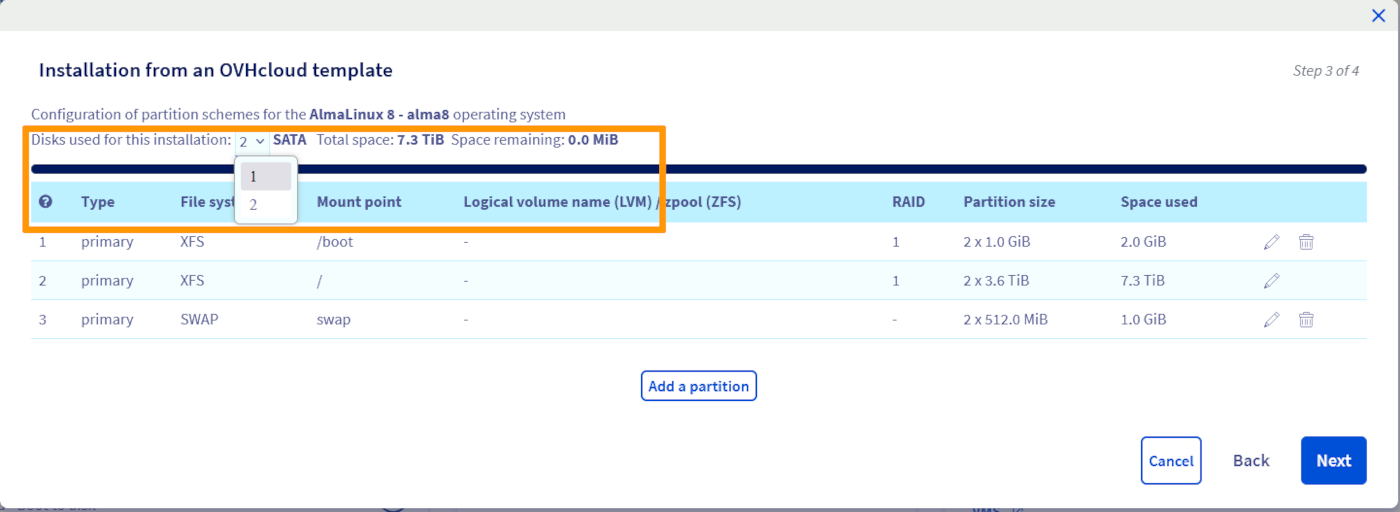 Installation from an OVHcloud template
Step 3 of 4
Configuration of partition schemes for the AlmaLinux 8 - alma8 operating system
Disks used for this installation: 2 SATA Total space: 7.3 TiB Space remaining: 0.0 MiB
1
2
? Type File syst Mount point Logical volume name (LVM) / zpool (ZFS) RAID Partition size Space used
1 primary XFS /boot - 1 2 x 1.0 GiB 2.0 GiB
2 primary XFS / - 1 2 x 3.6 TiB 7.3 TiB
3 primary SWAP swap - - 2 x 512.0 MiB 1.0 GiB
Add a partition
Cancel Back Next